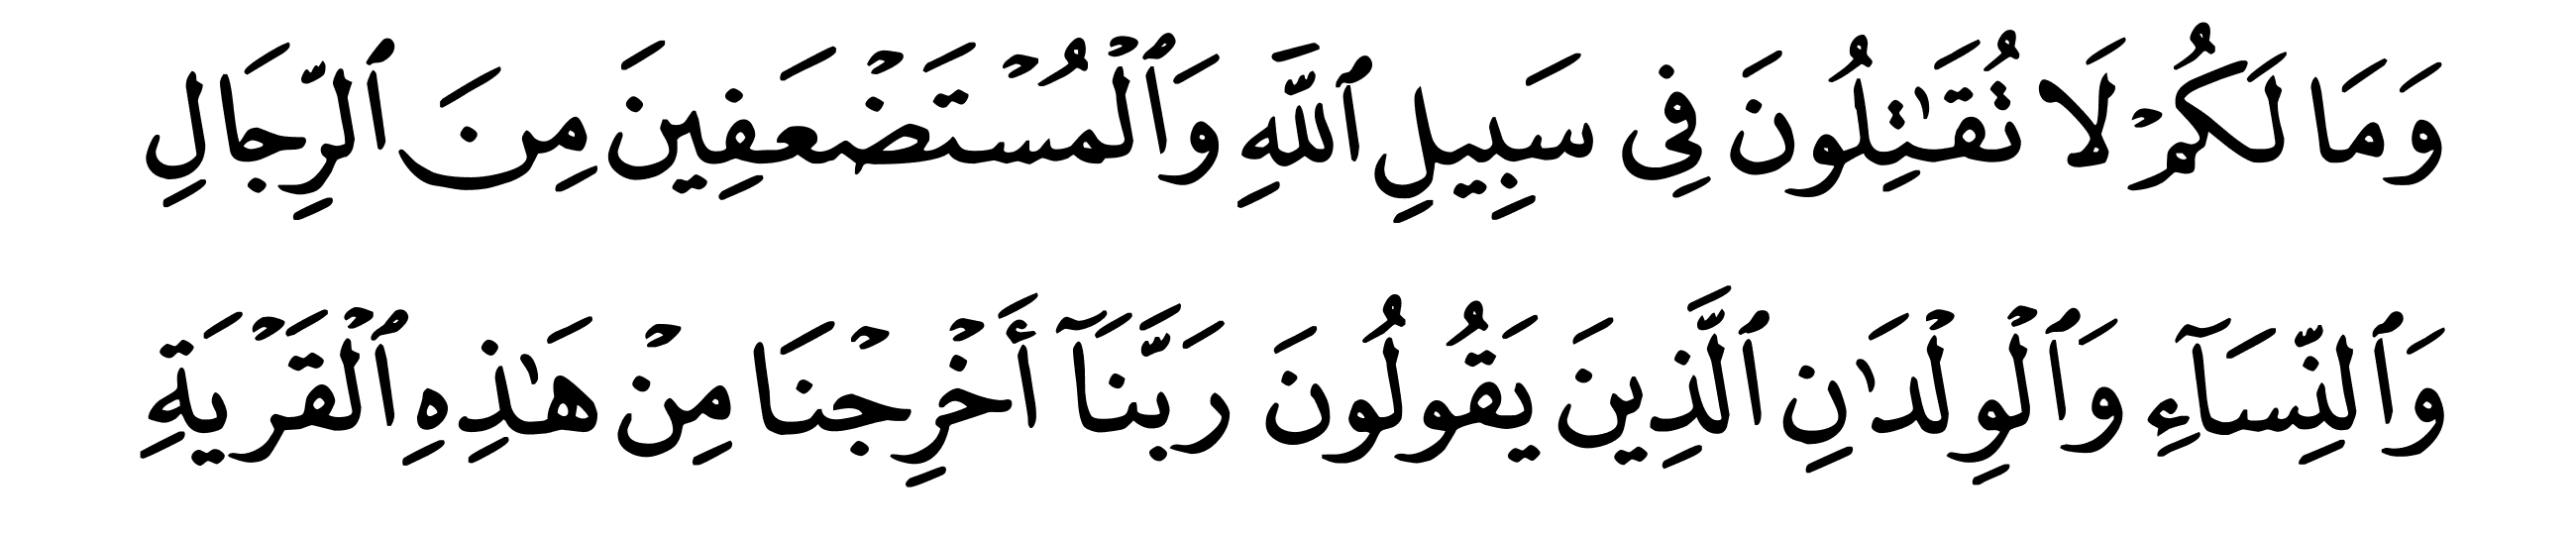 وَمَا لَكُمۡ لَا تُقَـٰتِلُونَ فِى سَبِيلِ ٱللَّهِ وَٱلۡمُسۡتَضۡعَفِينَ مِنَ ٱلرِّجَالِ
وَٱلنِّسَآءِ وَٱلۡوِلۡدَٰنِ ٱلَّذِينَ يَقُولُونَ رَبَّنَآ أَخۡرِجۡنَا مِنۡ هَـٰذِهِ ٱلۡقَرۡيَةِ